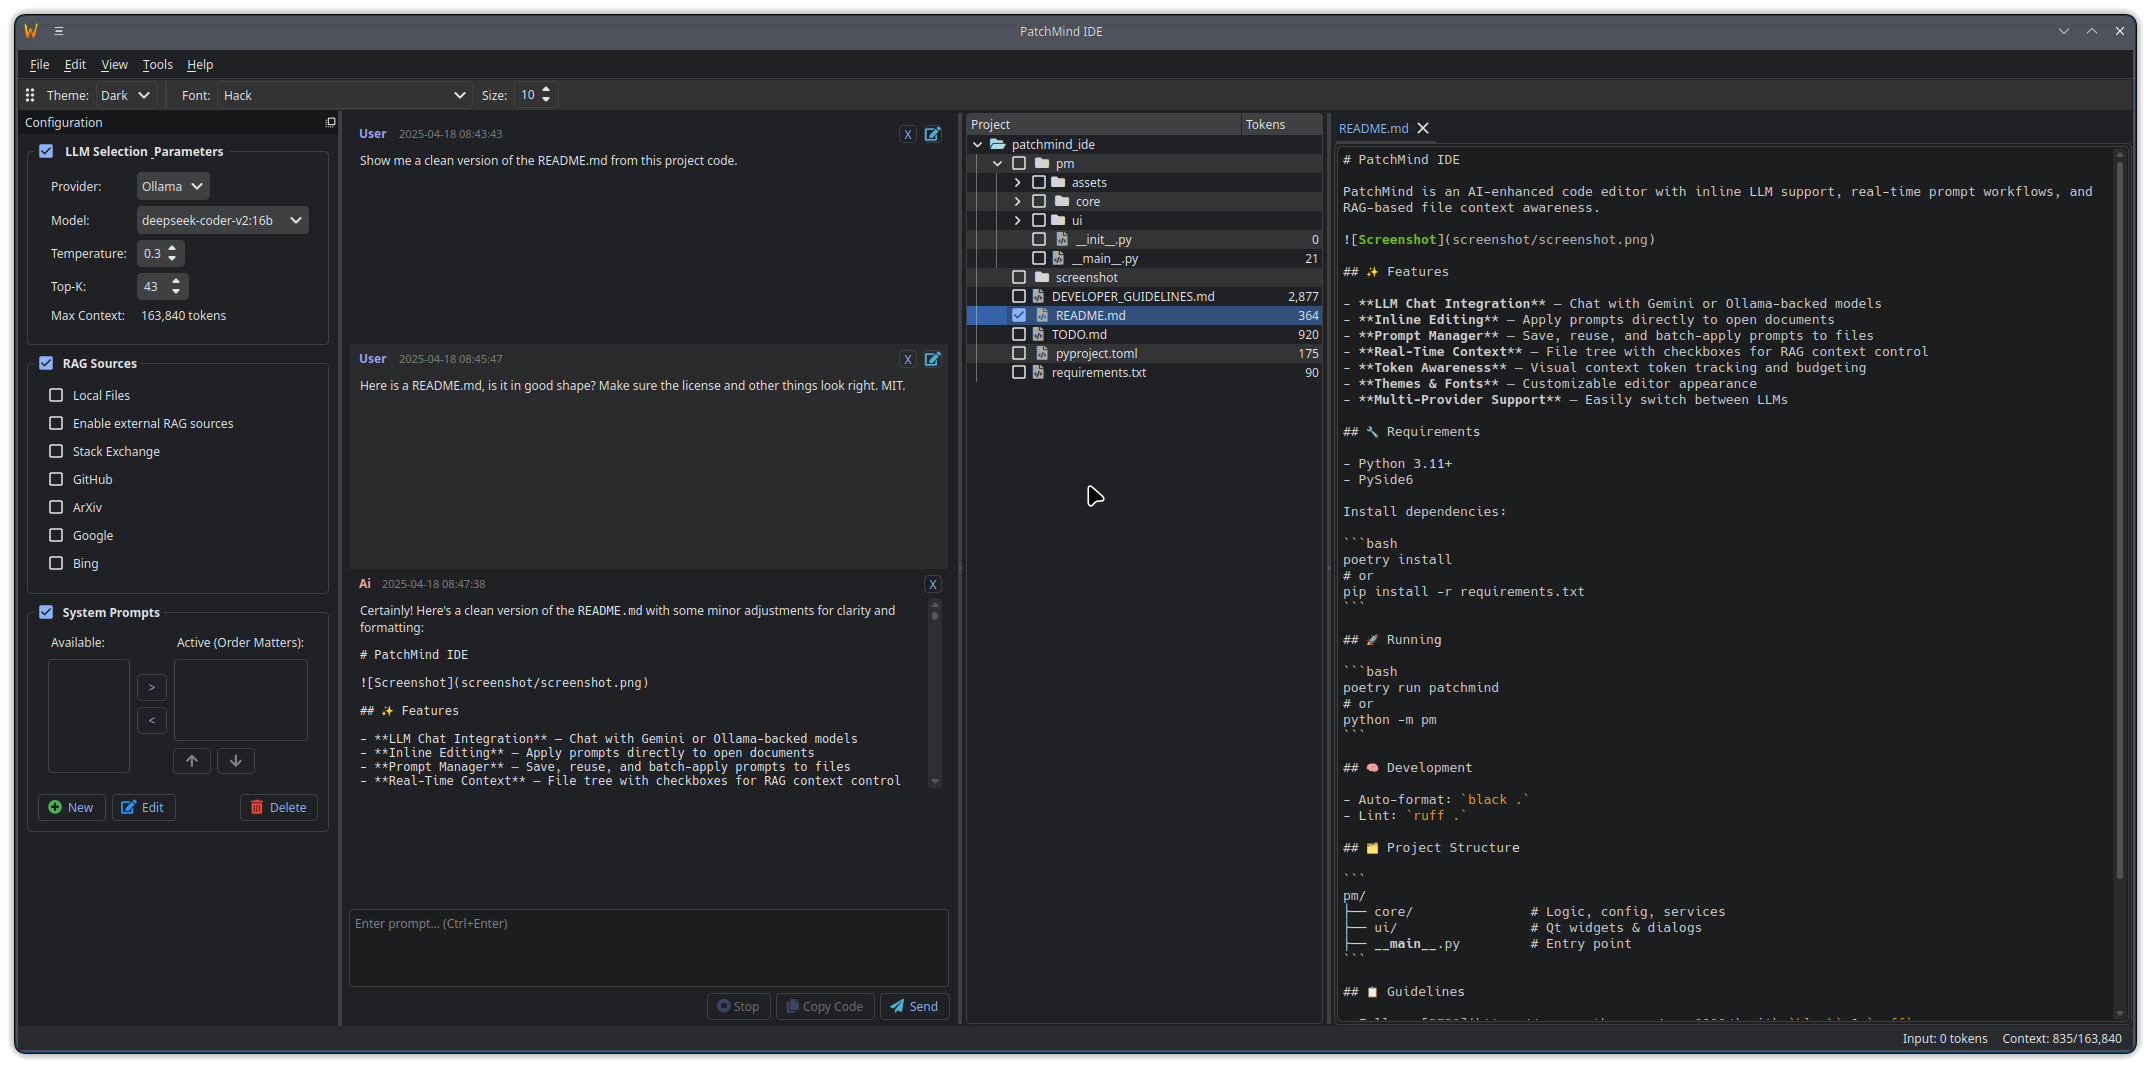 PatchMind IDE
File Edit View Tools Help
Theme: Dark Font: Hack Size: 10
Configuration
LLM Selection _Parameters
Provider: Ollama
Model: deepseek-coder-v2:16b
Temperature: 0.3
Top-K: 43
Max Context: 163,840 tokens
RAG Sources
Local Files
Enable external RAG sources
Stack Exchange
GitHub
ArXiv
Google
Bing
System Prompts
Available: Active (Order Matters):
>
<
New Edit Delete
User 2025-04-18 08:43:43 X
Show me a clean version of the README.md from this project code.
User 2025-04-18 08:45:47 X
Here is a README.md, is it in good shape? Make sure the license and other things look right. MIT.
Ai 2025-04-18 08:47:38 X
Certainly! Here's a clean version of the README.md with some minor adjustments for clarity and
formatting:
# PatchMind IDE
![Screenshot](screenshot/screenshot.png)
## ✨ Features
- **LLM Chat Integration** — Chat with Gemini or Ollama-backed models
- **Inline Editing** — Apply prompts directly to open documents
- **Prompt Manager** — Save, reuse, and batch-apply prompts to files
- **Real-Time Context** — File tree with checkboxes for RAG context control
Enter prompt... (Ctrl+Enter)
Stop Copy Code Send
Project Tokens
patchmind_ide
pm
assets
core
ui
__init__.py 0
__main__.py 21
screenshot
DEVELOPER_GUIDELINES.md 2,877
README.md 364
TODO.md 920
pyproject.toml 175
requirements.txt 90
README.md
# PatchMind IDE
PatchMind is an AI-enhanced code editor with inline LLM support, real-time prompt workflows, and
RAG-based file context awareness.
![Screenshot](screenshot/screenshot.png)
## ✨ Features
- **LLM Chat Integration** — Chat with Gemini or Ollama-backed models
- **Inline Editing** — Apply prompts directly to open documents
- **Prompt Manager** — Save, reuse, and batch-apply prompts to files
- **Real-Time Context** — File tree with checkboxes for RAG context control
- **Token Awareness** — Visual context token tracking and budgeting
- **Themes & Fonts** — Customizable editor appearance
- **Multi-Provider Support** — Easily switch between LLMs
## 🔧 Requirements
- Python 3.11+
- PySide6
Install dependencies:
```bash
poetry install
# or
pip install -r requirements.txt
```
## 🚀 Running
```bash
poetry run patchmind
# or
python -m pm
```
## 🧠 Development
- Auto-format: `black .`
- Lint: `ruff .`
## 🗂️ Project Structure
```
pm/
├── core/ # Logic, config, services
├── ui/ # Qt widgets & dialogs
├── __main__.py # Entry point
```
## 📋 Guidelines
Input: 0 tokens Context: 835/163,840